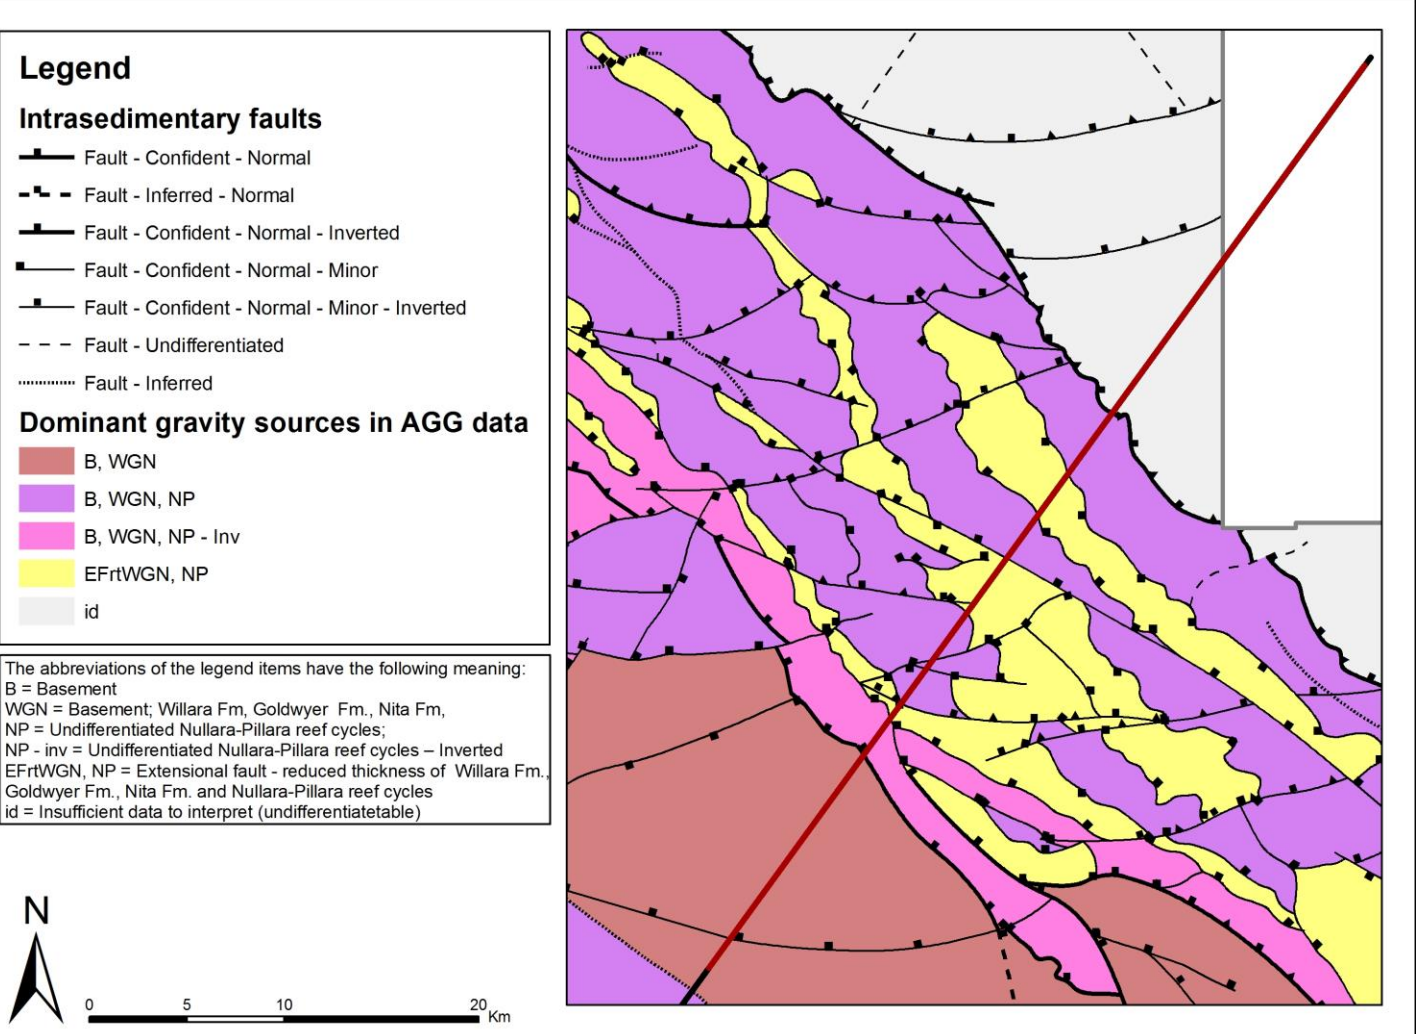 Legend
Intrasedimentary faults
Fault - Confident - Normal
Fault - Inferred - Normal
Fault - Confident - Normal - Inverted
Fault - Confident - Normal - Minor
Fault - Confident - Normal - Minor - Inverted
Fault - Undifferentiated
Fault - Inferred
Dominant gravity sources in AGG data
B, WGN
B, WGN, NP
B, WGN, NP - Inv
EFrtWGN, NP
id
The abbreviations of the legend items have the following meaning:
B = Basement
WGN = Basement; Willara Fm, Goldwyer Fm., Nita Fm,
NP = Undifferentiated Nullara-Pillara reef cycles;
NP - inv = Undifferentiated Nullara-Pillara reef cycles – Inverted
EFrtWGN, NP = Extensional fault - reduced thickness of Willara Fm.,
Goldwyer Fm., Nita Fm. and Nullara-Pillara reef cycles
id = Insufficient data to interpret (undifferentiatetable)
N
0 5 10 20
Km